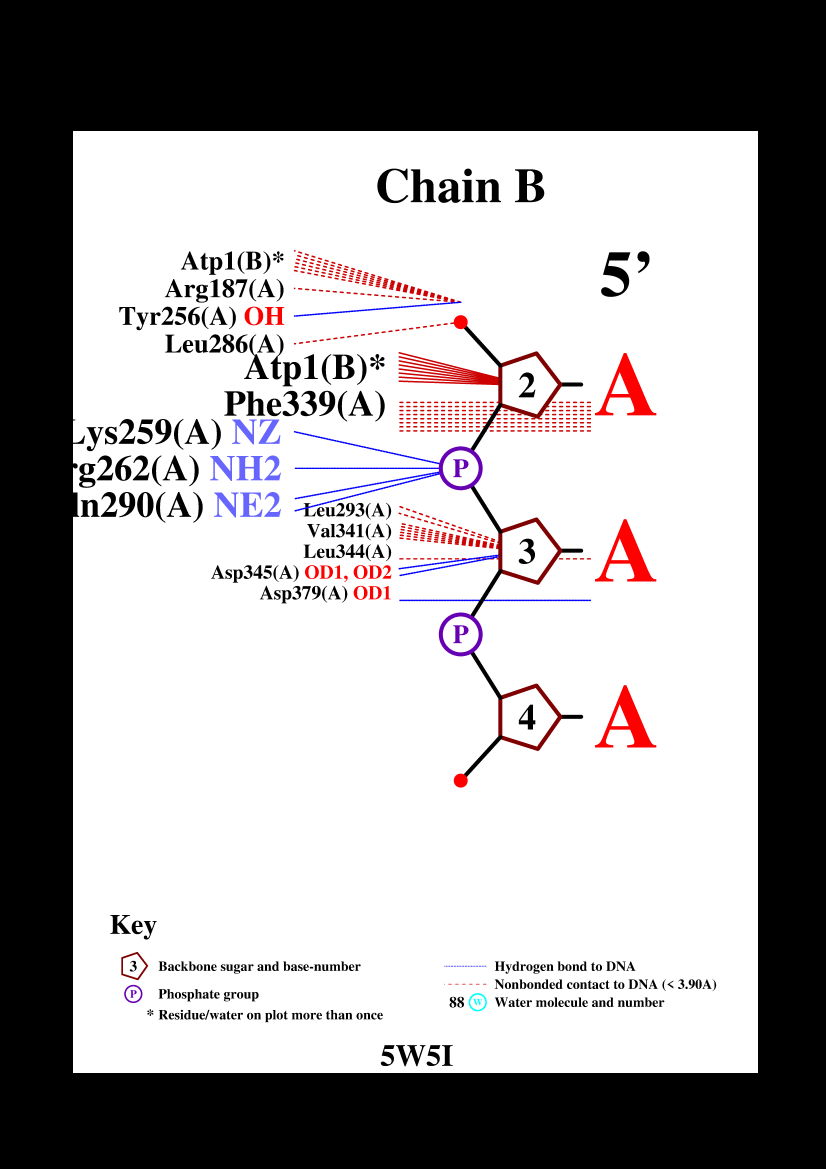 Chain B
5’
Atp1(B)*
Arg187(A)
Tyr256(A) OH
Leu286(A)
Atp1(B)*
2 A
Phe339(A)
Lys259(A) NZ
rg262(A) NH2
P
ln290(A) NE2
Leu293(A)
Val341(A)
Leu344(A)
3 A
Asp345(A) OD1, OD2
Asp379(A) OD1
P
4 A
Key
3 Backbone sugar and base-number
P Phosphate group
* Residue/water on plot more than once
Hydrogen bond to DNA
Nonbonded contact to DNA (< 3.90A)
88 W Water molecule and number
5W5I